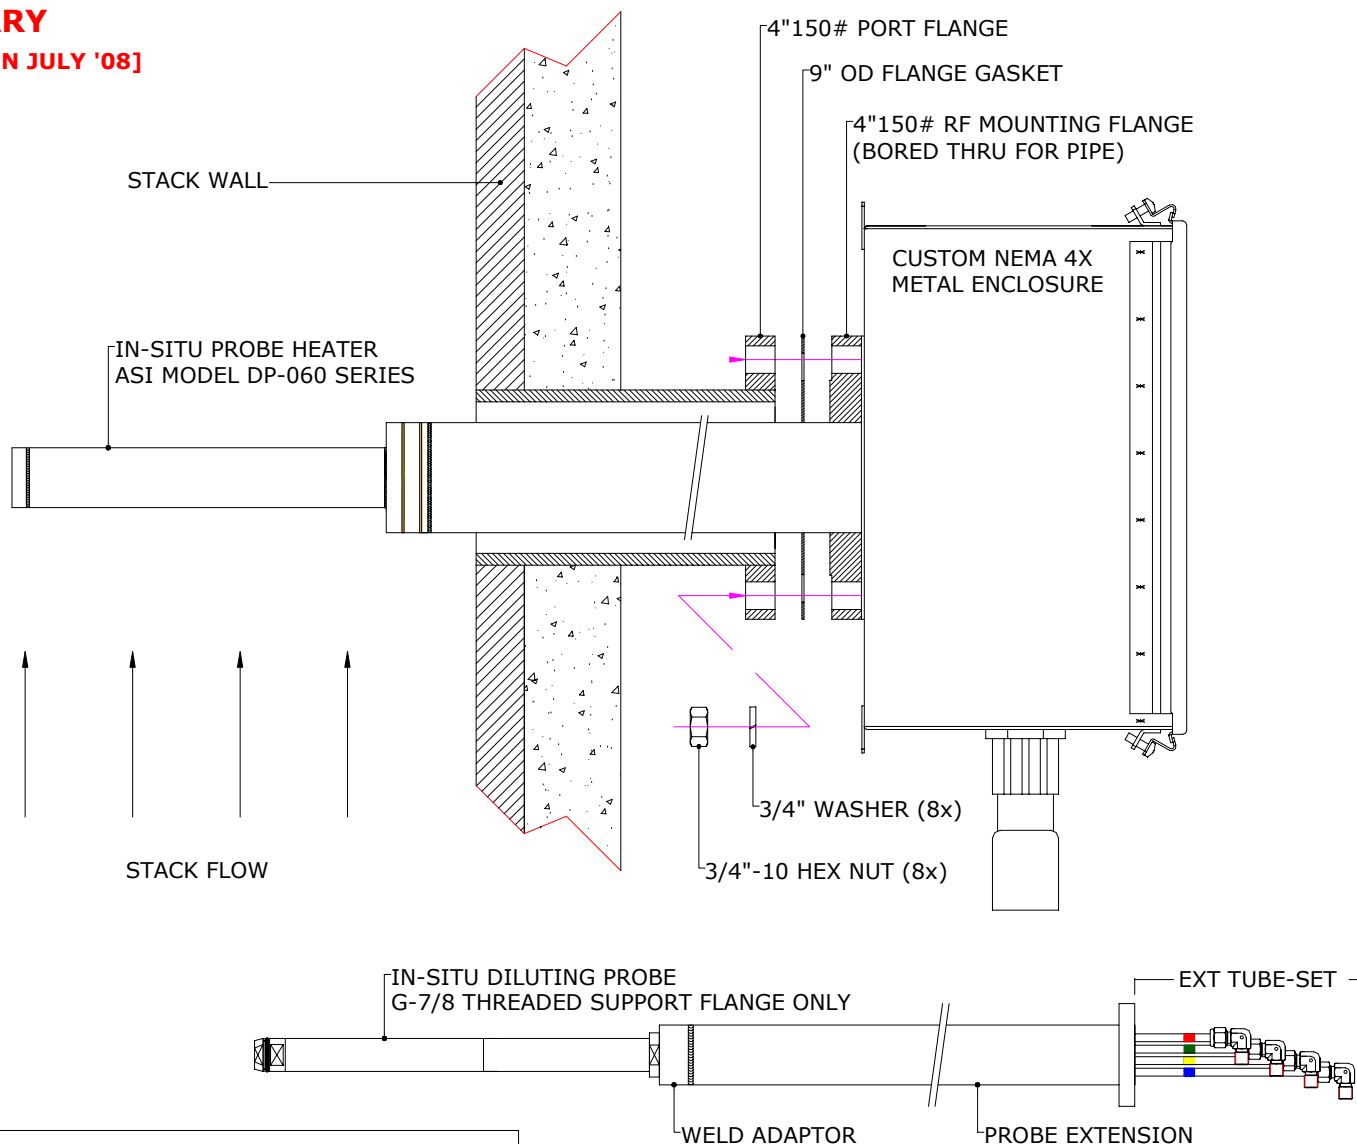 ARY
N JULY '08]
4"150# PORT FLANGE
9" OD FLANGE GASKET
4"150# RF MOUNTING FLANGE
(BORED THRU FOR PIPE)
STACK WALL
CUSTOM NEMA 4X
METAL ENCLOSURE
IN-SITU PROBE HEATER
ASI MODEL DP-060 SERIES
3/4" WASHER (8x)
STACK FLOW
3/4"-10 HEX NUT (8x)
IN-SITU DILUTING PROBE
G-7/8 THREADED SUPPORT FLANGE ONLY
EXT TUBE-SET
WELD ADAPTOR
PROBE EXTENSION